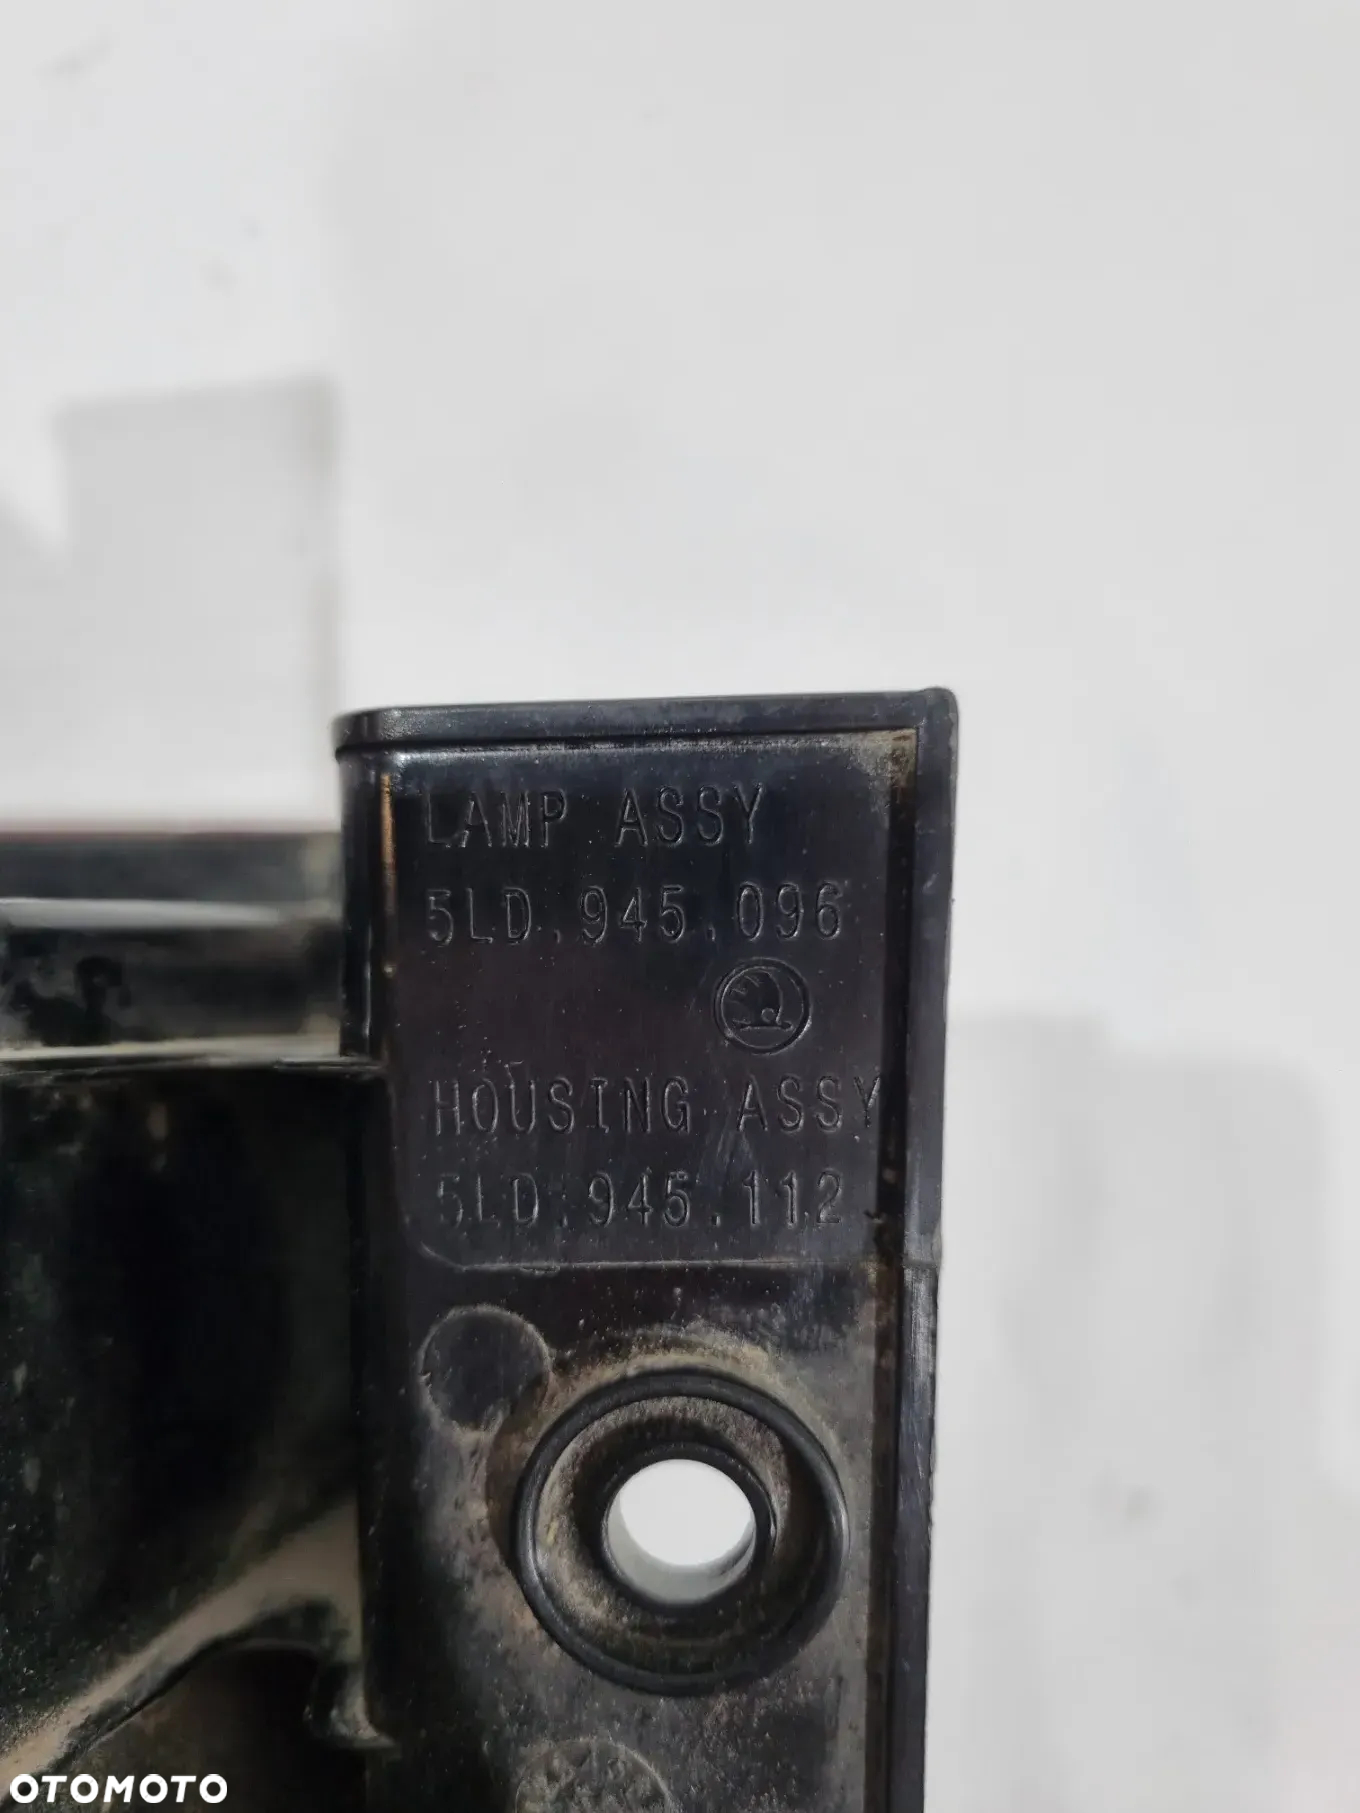 LAMP ASSY
5LD.945.096
HOUSING ASSY
5LD.945.112
OTOMOTO